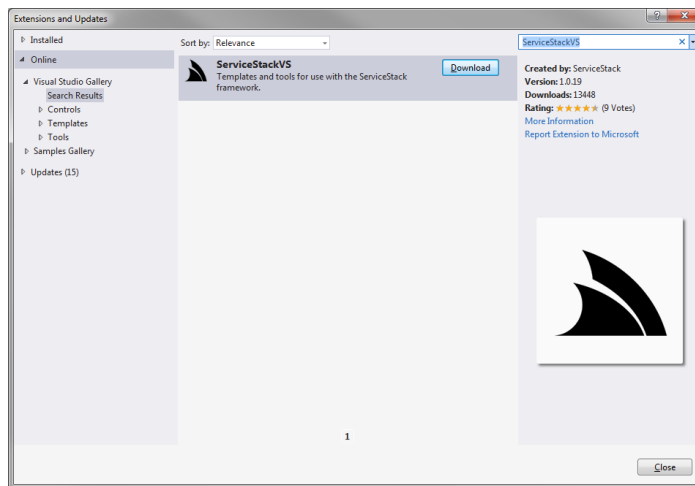 Extensions and Updates
Installed
Online
Visual Studio Gallery
Search Results
Controls
Templates
Tools
Samples Gallery
Updates (15)
Sort by: Relevance
ServiceStackVS
Templates and tools for use with the ServiceStack
framework.
Download
1
ServiceStackVS
Created by: ServiceStack
Version: 1.0.19
Downloads: 13448
Rating: (9 Votes)
More Information
Report Extension to Microsoft
Close